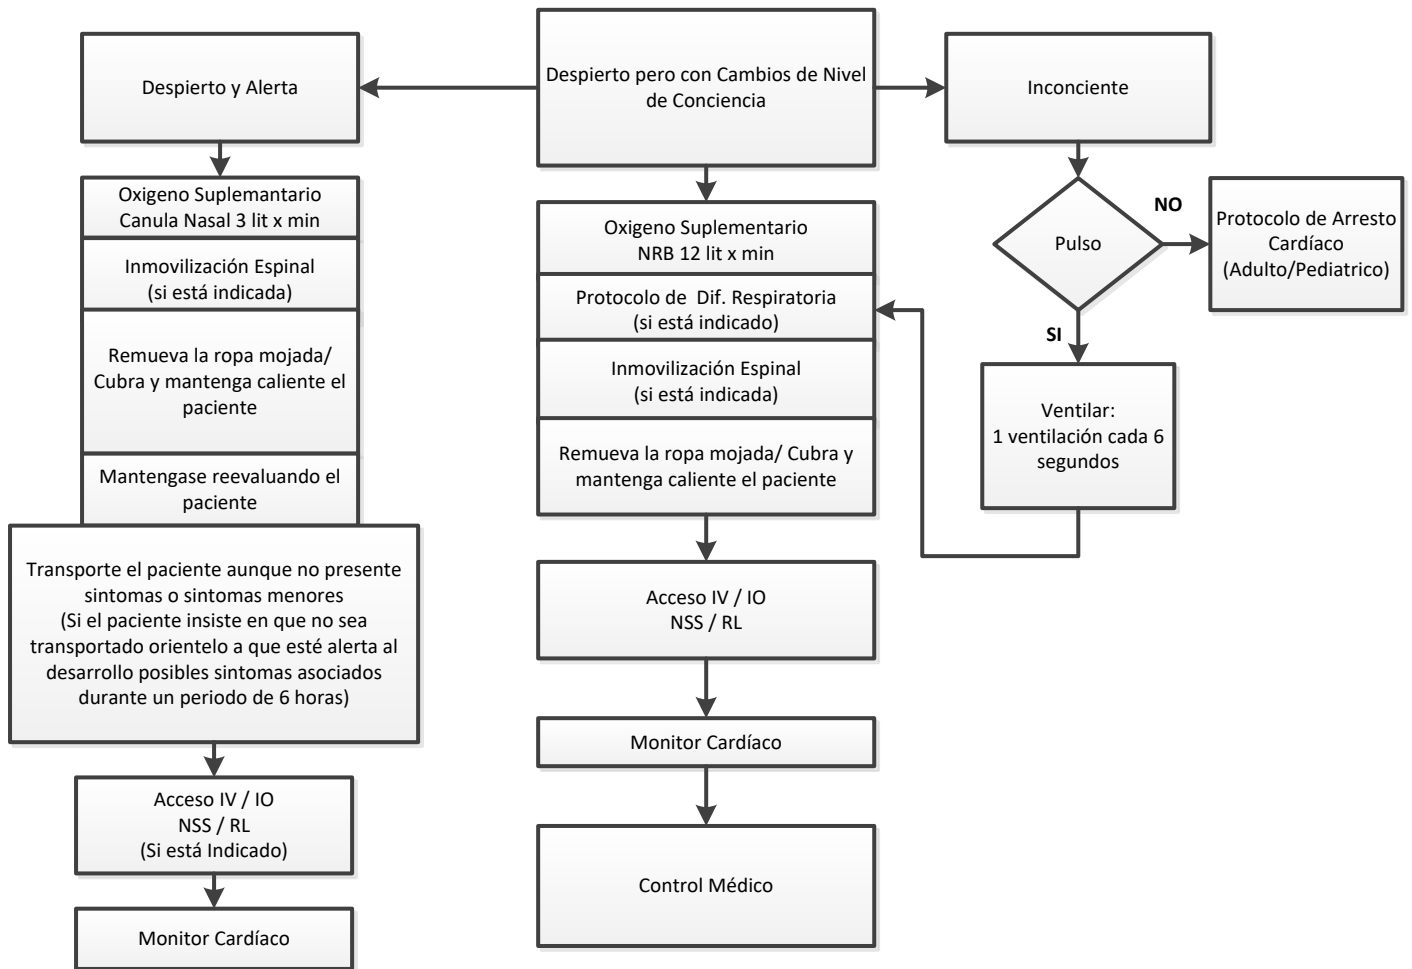 Despierto y Alerta
Oxigeno Suplemantario
Canula Nasal 3 lit x min
Inmovilización Espinal
(si está indicada)
Remueva la ropa mojada/
Cubra y mantenga caliente el
paciente
Mantengase reevaluando el
paciente
Transporte el paciente aunque no presente
sintomas o sintomas menores
(Si el paciente insiste en que no sea
transportado orientelo a que esté alerta al
desarrollo posibles sintomas asociados
durante un periodo de 6 horas)
Acceso IV / IO
NSS / RL
(Si está Indicado)
Monitor Cardíaco
Despierto pero con Cambios de Nivel
de Conciencia
Oxigeno Suplementario
NRB 12 lit x min
Protocolo de Dif. Respiratoria
(si está indicado)
Inmovilización Espinal
(si está indicada)
Remueva la ropa mojada/ Cubra y
mantenga caliente el paciente
Acceso IV / IO
NSS / RL
Monitor Cardíaco
Control Médico
Inconciente
Pulso
NO
Protocolo de Arresto
Cardíaco
(Adulto/Pediatrico)
SI
Ventilar:
1 ventilación cada 6
segundos